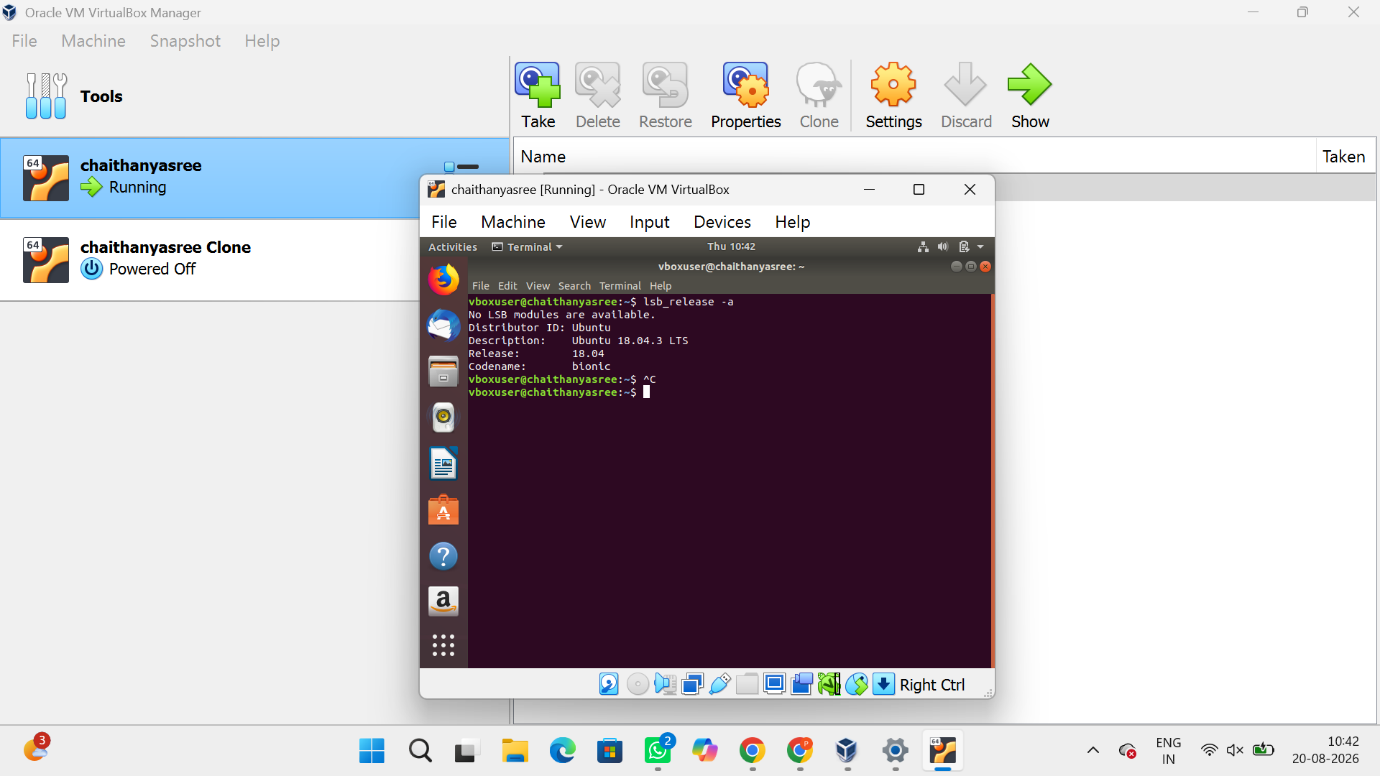 Oracle VM VirtualBox Manager
File Machine Snapshot Help
Tools
64
chaithanyasree
Running
64
chaithanyasree Clone
Powered Off
Take Delete Restore Properties Clone Settings Discard Show
Name Taken
chaithanyasree [Running] - Oracle VM VirtualBox
File Machine View Input Devices Help
Activities Terminal Thu 10:42
vboxuser@chaithanyasree: ~
File Edit View Search Terminal Help
vboxuser@chaithanyasree:~$ lsb_release -a
No LSB modules are available.
Distributor ID: Ubuntu
Description: Ubuntu 18.04.3 LTS
Release: 18.04
Codename: bionic
vboxuser@chaithanyasree:~$ ^C
vboxuser@chaithanyasree:~$
a
Right Ctrl
3
2
P
64
ENG
IN
10:42
20-08-2026